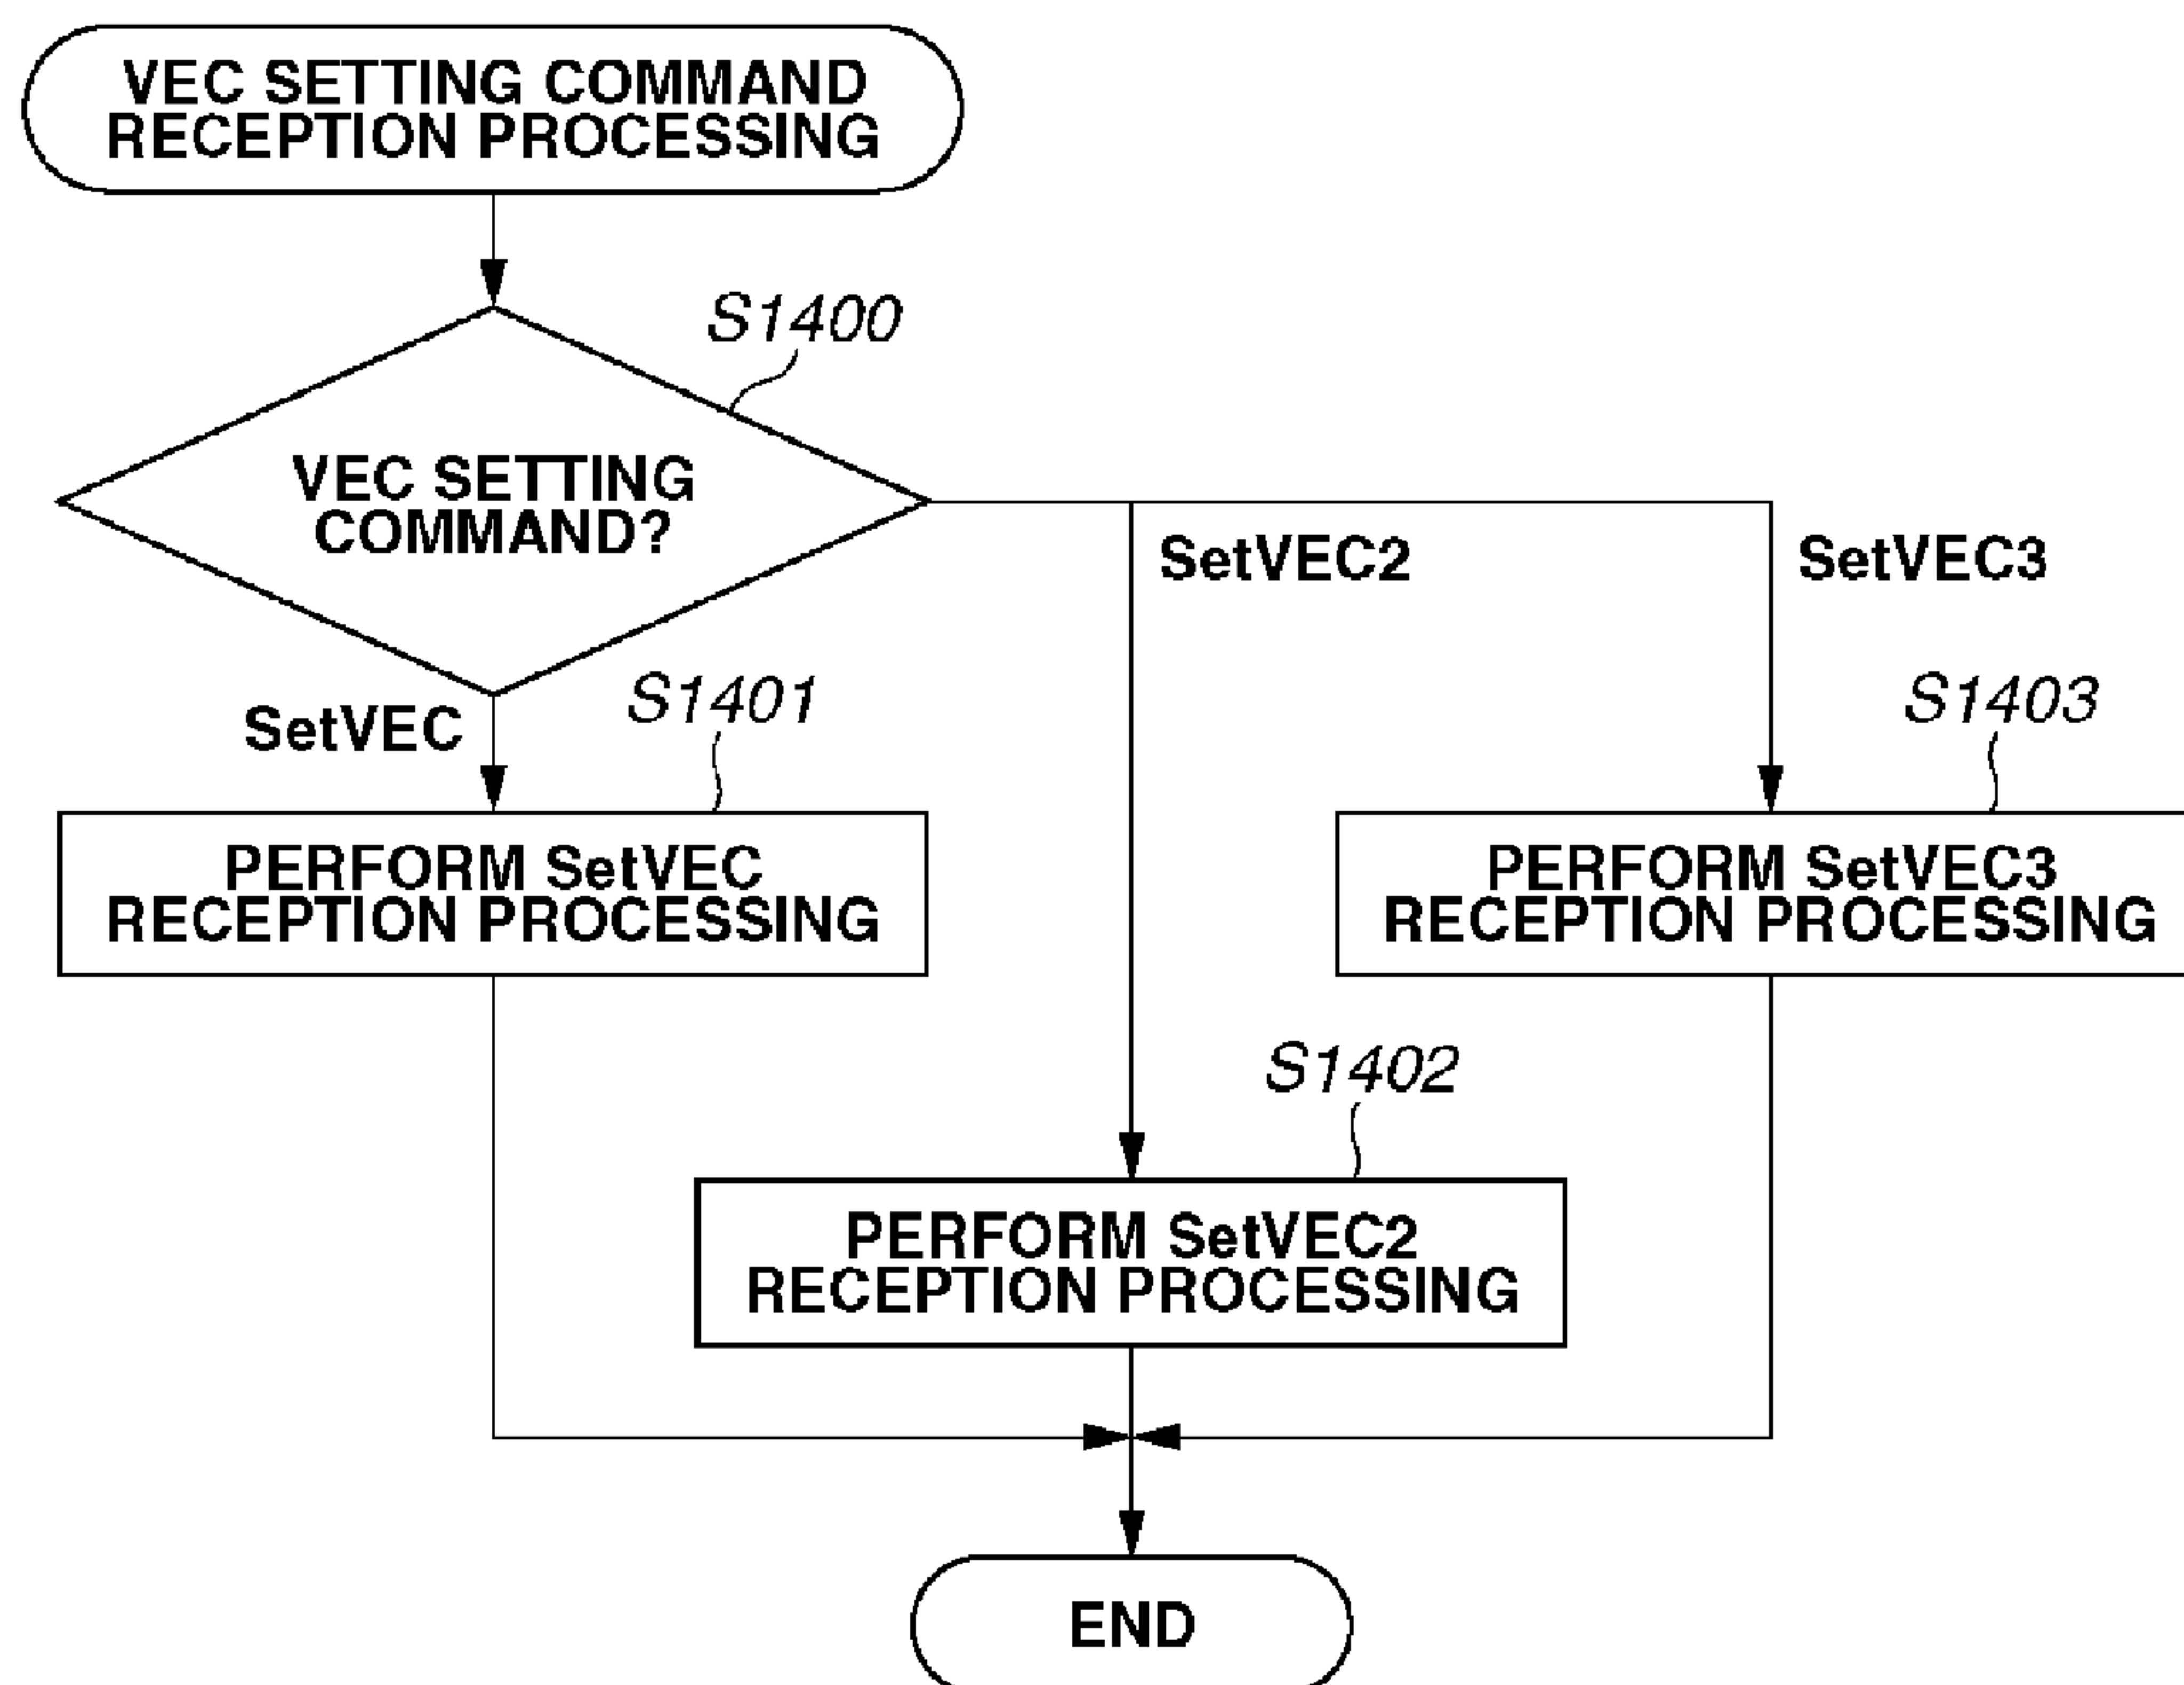 VEC SETTING COMMAND
RECEPTION PROCESSING
S1400
VEC SETTING
COMMAND?
SetVEC2
SetVEC3
SetVEC
S1401
S1403
PERFORM SetVEC
RECEPTION PROCESSING
PERFORM SetVEC3
RECEPTION PROCESSING
S1402
PERFORM SetVEC2
RECEPTION PROCESSING
END